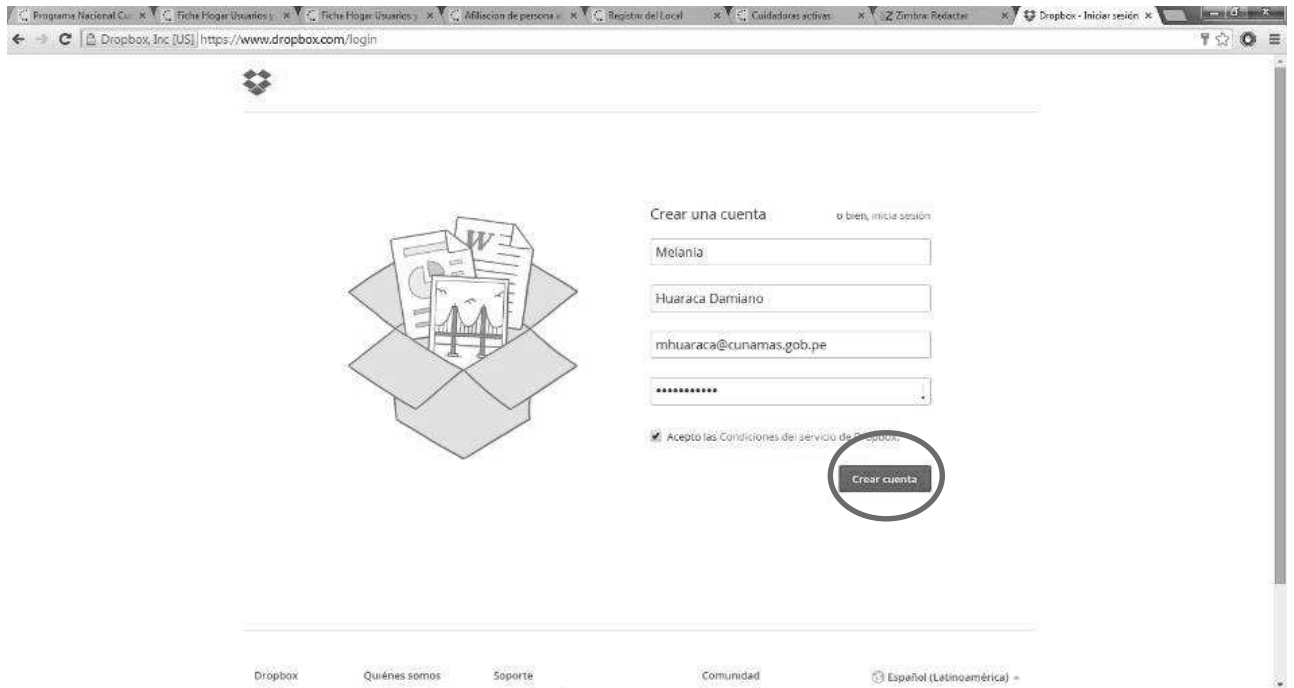 Programa Nacional Cu
Ficha Hogar Usuarios y
Ficha Hogar Usuarios y
Afiliacion de persona a
Registro del Local
Cuidadoras activas
Zimbra: Redactar
Dropbox - Iniciar sesión
Dropbox, Inc [US] https://www.dropbox.com/login
Crear una cuenta o bien, inicia sesión
Melania
Huaraca Damiano
mhuaraca@cunamas.gob.pe
•••••••••••
Acepto las Condiciones del servicio de Dropbox.
Crear cuenta
W
Dropbox Quiénes somos Soporte Comunidad Español (Latinoamérica)